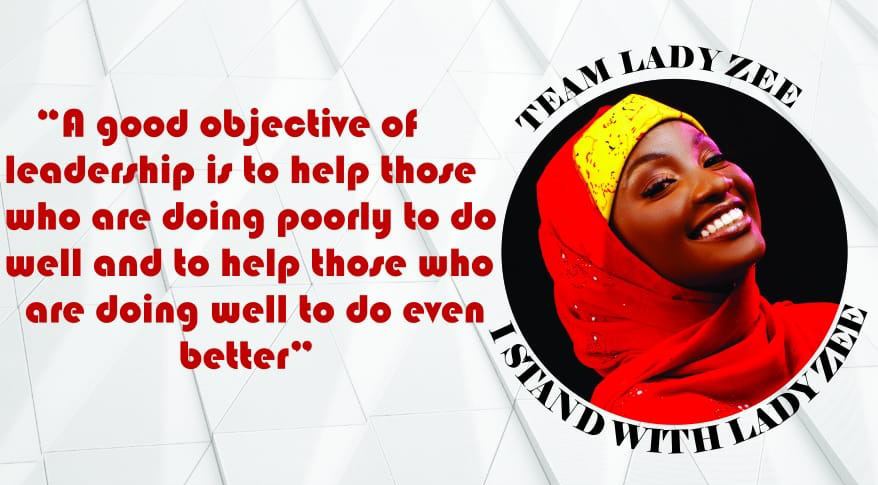 “A good objective of
leadership is to help those
who are doing poorly to do
well and to help those who
are doing well to do even
better”
TEAM LADY ZEE
I STAND WITH LADY ZEE